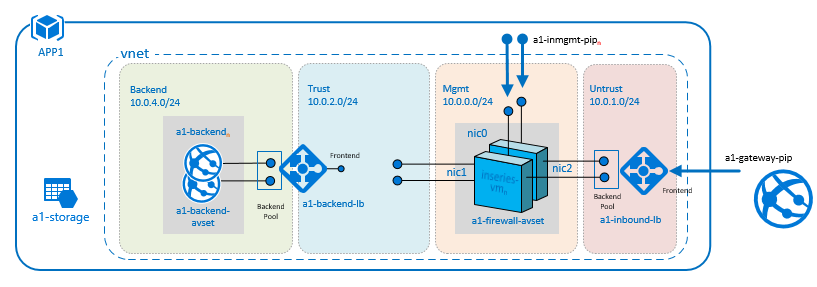 APP1
vnet
a1-inmgmt-pip
Backend
10.0.4.0/24
Trust
10.0.2.0/24
Mgmt
10.0.0.0/24
Untrust
10.0.1.0/24
a1-backend
nic0
a1-gateway-pip
Frontend
nic1
inseries-
vm
nic2
Frontend
a1-storage
a1-backend-
avset
Backend
Pool
a1-backend-lb
a1-firewall-avset
Backend
Pool
a1-inbound-lb